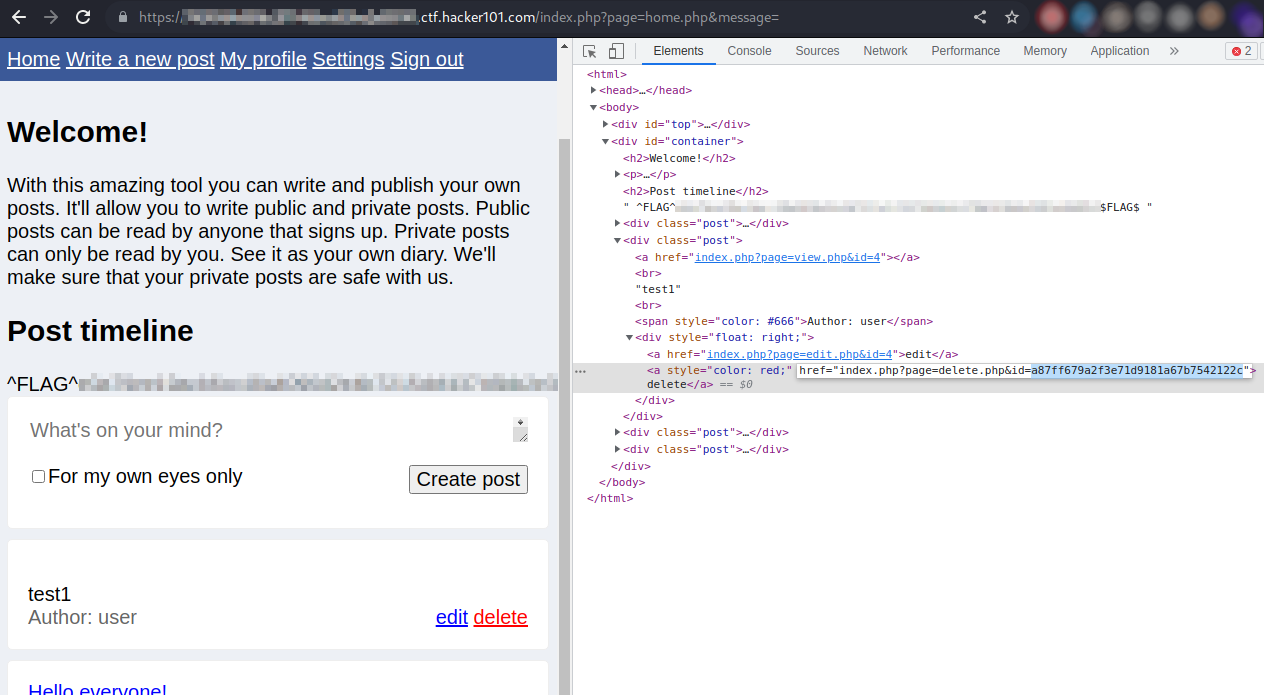 https://
.ctf.hacker101.com/index.php?page=home.php&message=
Home Write a new post My profile Settings Sign out
Welcome!
With this amazing tool you can write and publish your own
posts. It'll allow you to write public and private posts. Public
posts can be read by anyone that signs up. Private posts
can only be read by you. See it as your own diary. We'll
make sure that your private posts are safe with us.
Post timeline
^FLAG^
What's on your mind?
For my own eyes only
Create post
test1
Author: user
edit delete
Hello everyone!
Elements Console Sources Network Performance Memory Application » 2
<html>
<head>…</head>
<body>
<div id="top">…</div>
<div id="container">
<h2>Welcome!</h2>
<p>…</p>
<h2>Post timeline</h2>
" ^FLAG^
$FLAG$ "
<div class="post">…</div>
<div class="post">
<a href="index.php?page=view.php&id=4"></a>
<br>
"test1"
<br>
<span style="color: #666">Author: user</span>
<div style="float: right;">
<a href="index.php?page=edit.php&id=4">edit</a>
<a style="color: red;" href="index.php?page=delete.php&id=a87ff679a2f3e71d9181a67b7542122c">
delete</a> == $0
</div>
</div>
<div class="post">…</div>
<div class="post">…</div>
</div>
</body>
</html>